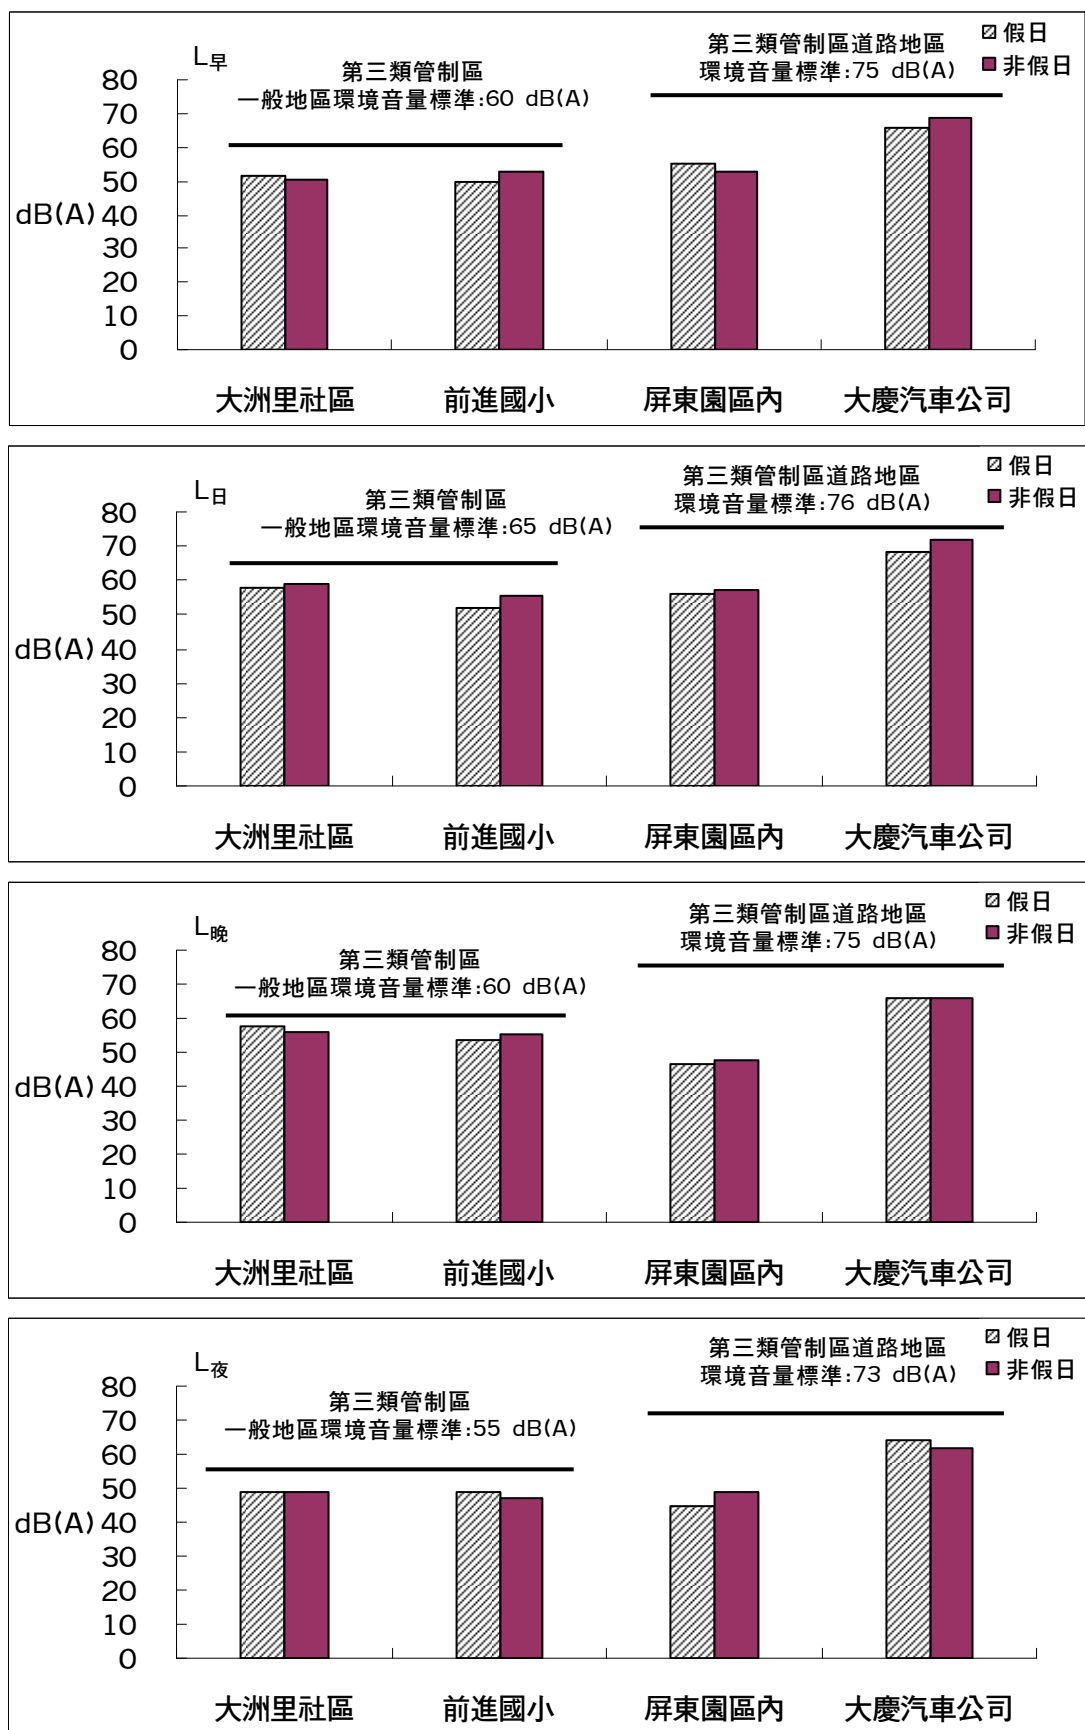 L早
第三類管制區
一般地區環境音量標準:60 dB(A)
第三類管制區道路地區
環境音量標準:75 dB(A)
假日
非假日
dB(A)
80
70
60
50
40
30
20
10
0
大洲里社區
前進國小
屏東園區內
大慶汽車公司
L日
第三類管制區
一般地區環境音量標準:65 dB(A)
第三類管制區道路地區
環境音量標準:76 dB(A)
假日
非假日
dB(A)
80
70
60
50
40
30
20
10
0
大洲里社區
前進國小
屏東園區內
大慶汽車公司
L晚
第三類管制區
一般地區環境音量標準:60 dB(A)
第三類管制區道路地區
環境音量標準:75 dB(A)
假日
非假日
dB(A)
80
70
60
50
40
30
20
10
0
大洲里社區
前進國小
屏東園區內
大慶汽車公司
L夜
第三類管制區
一般地區環境音量標準:55 dB(A)
第三類管制區道路地區
環境音量標準:73 dB(A)
假日
非假日
dB(A)
80
70
60
50
40
30
20
10
0
大洲里社區
前進國小
屏東園區內
大慶汽車公司